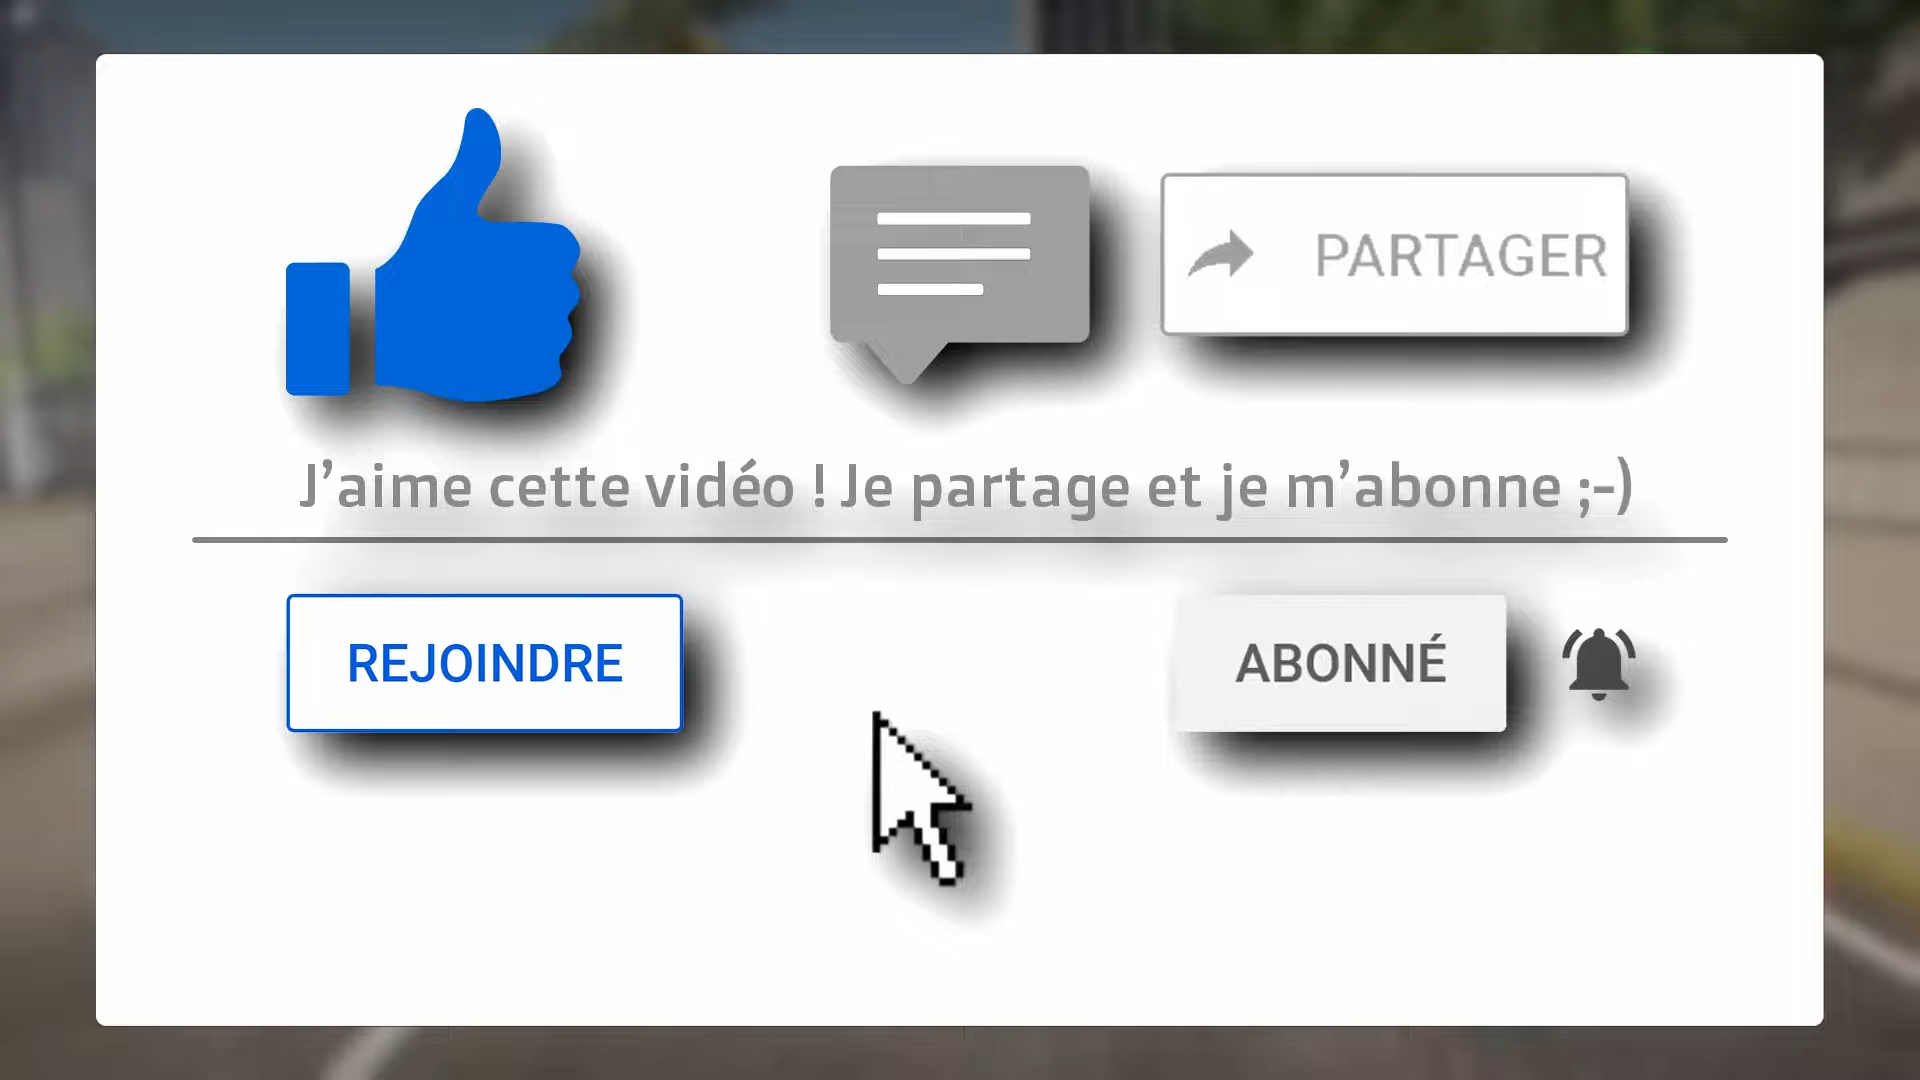 PARTAGER
J’aime cette vidéo ! Je partage et je m’abonne ;-)
REJOINDRE
ABONNÉ